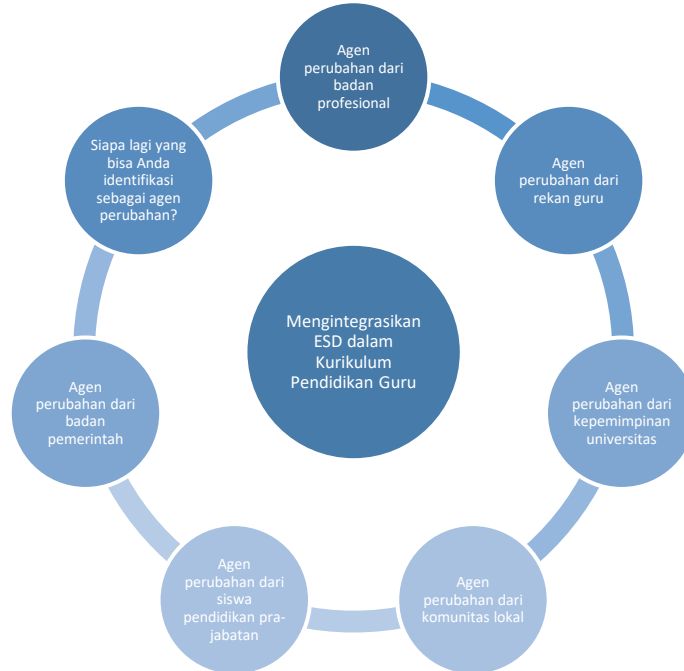 Agen
perubahan dari
badan
profesional
Agen
perubahan dari
rekan guru
Agen
perubahan dari
kepemimpinan
universitas
Agen
perubahan dari
komunitas lokal
Agen
perubahan dari
siswa
pendidikan pra-
jabatan
Agen
perubahan dari
badan
pemerintah
Siapa lagi yang
bisa Anda
identifikasi
sebagai agen
perubahan?
Mengintegrasikan
ESD dalam
Kurikulum
Pendidikan Guru